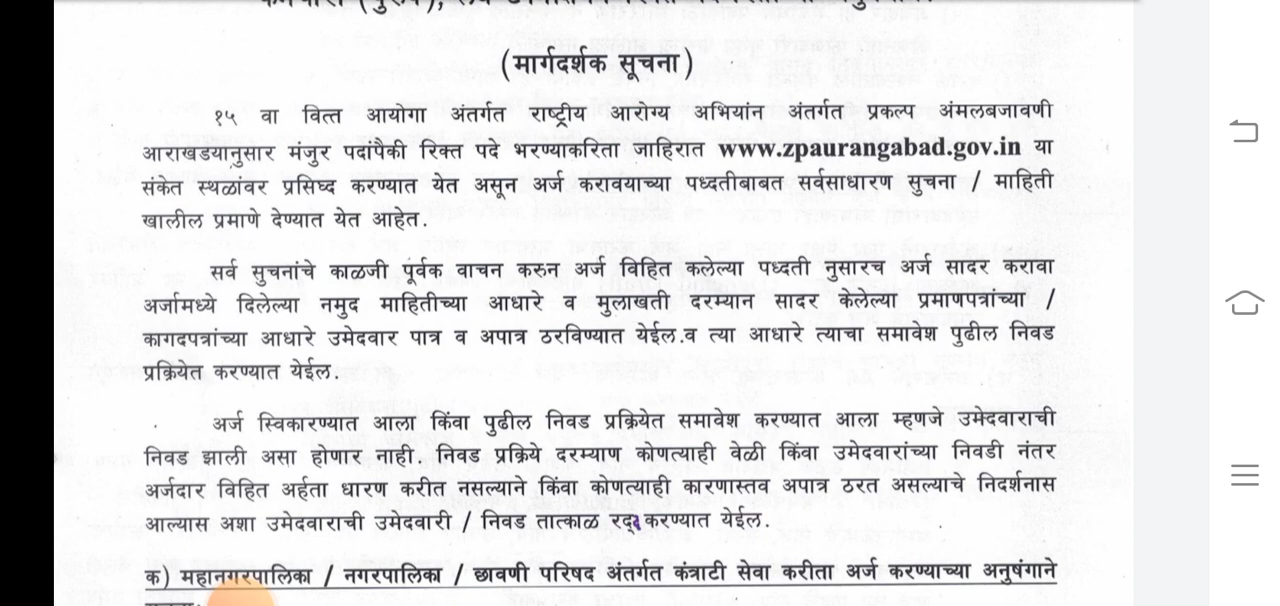 (मार्गदर्शक सूचना)
१५ वा वित्त आयोगा अंतर्गत राष्ट्रीय आरोग्य अभियांन अंतर्गत प्रकल्प अंमलबजावणी
आराखडयानुसार मंजुर पदांपैकी रिक्त पदे भरण्याकरिता जाहिरात www.zpaurangabad.gov.in या
संकेत स्थळांवर प्रसिध्द करण्यात येत असून अर्ज करावयाच्या पध्दतीबाबत सर्वसाधारण सुचना / माहिती
खालील प्रमाणे देण्यात येत आहेत.
सर्व सुचनांचे काळजी पूर्वक वाचन करुन अर्ज विहित कलेल्या पध्दती नुसारच अर्ज सादर करावा
अर्जामध्ये दिलेल्या नमुद माहितीच्या आधारे व मुलाखती दरम्यान सादर केलेल्या प्रमाणपत्रांच्या /
कागदपत्रांच्या आधारे उमेदवार पात्र व अपात्र ठरविण्यात येईल.व त्या आधारे त्याचा समावेश पुढील निवड
प्रक्रियेत करण्यात येईल.
अर्ज स्विकारण्यात आला किंवा पुढील निवड प्रक्रियेत समावेश करण्यात आला म्हणजे उमेदवाराची
निवड झाली असा होणार नाही. निवड प्रक्रिये दरम्याण कोणत्याही वेळी किंवा उमेदवारांच्या निवडी नंतर
अर्जदार विहित अर्हता धारण करीत नसल्याने किंवा कोणत्याही कारणास्तव अपात्र ठरत असल्याचे निदर्शनास
आल्यास अशा उमेदवाराची उमेदवारी / निवड तात्काळ रद्द करण्यात येईल.
क) महानगरपालिका / नगरपालिका / छावणी परिषद अंतर्गत कंत्राटी सेवा करीता अर्ज करण्याच्या अनुषंगाने